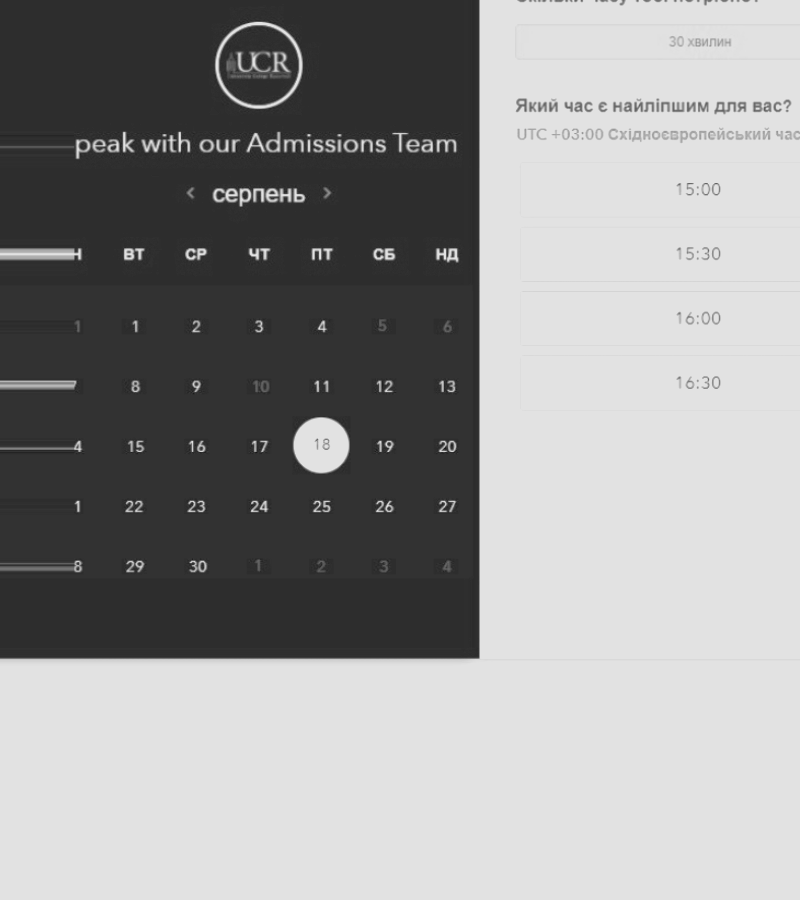 UCR
peak with our Admissions Team
< серпень >
Н ВТ СР ЧТ ПТ СБ НД
1 1 2 3 4 5 6
7 8 9 10 11 12 13
4 15 16 17 18 19 20
1 22 23 24 25 26 27
8 29 30 1 2 3 4
30 хвилин
Який час є найліпшим для вас?
UTC +03:00 Східноєвропейський час
15:00
15:30
16:00
16:30